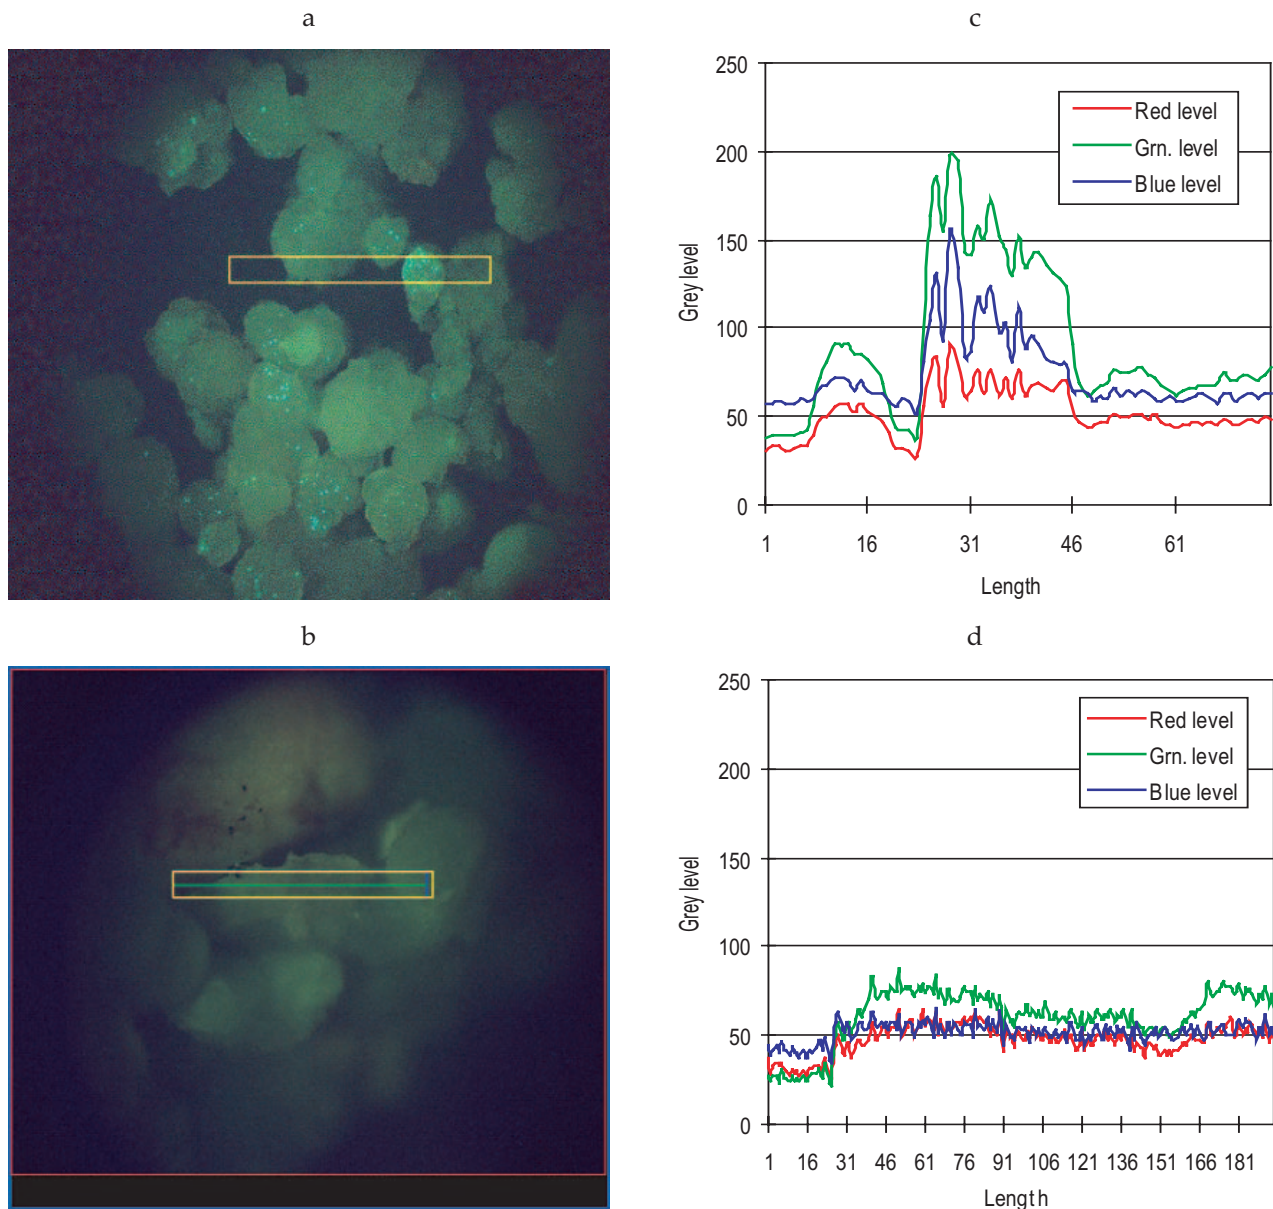 a
c
250
200
150
100
50
0
Grey level
Red level
Grn. level
Blue level
1 16 31 46 61
Length
b
d
250
200
150
100
50
0
Grey level
Red level
Grn. level
Blue level
1 16 31 46 61 76 91 106 121 136 151 166 181
Length